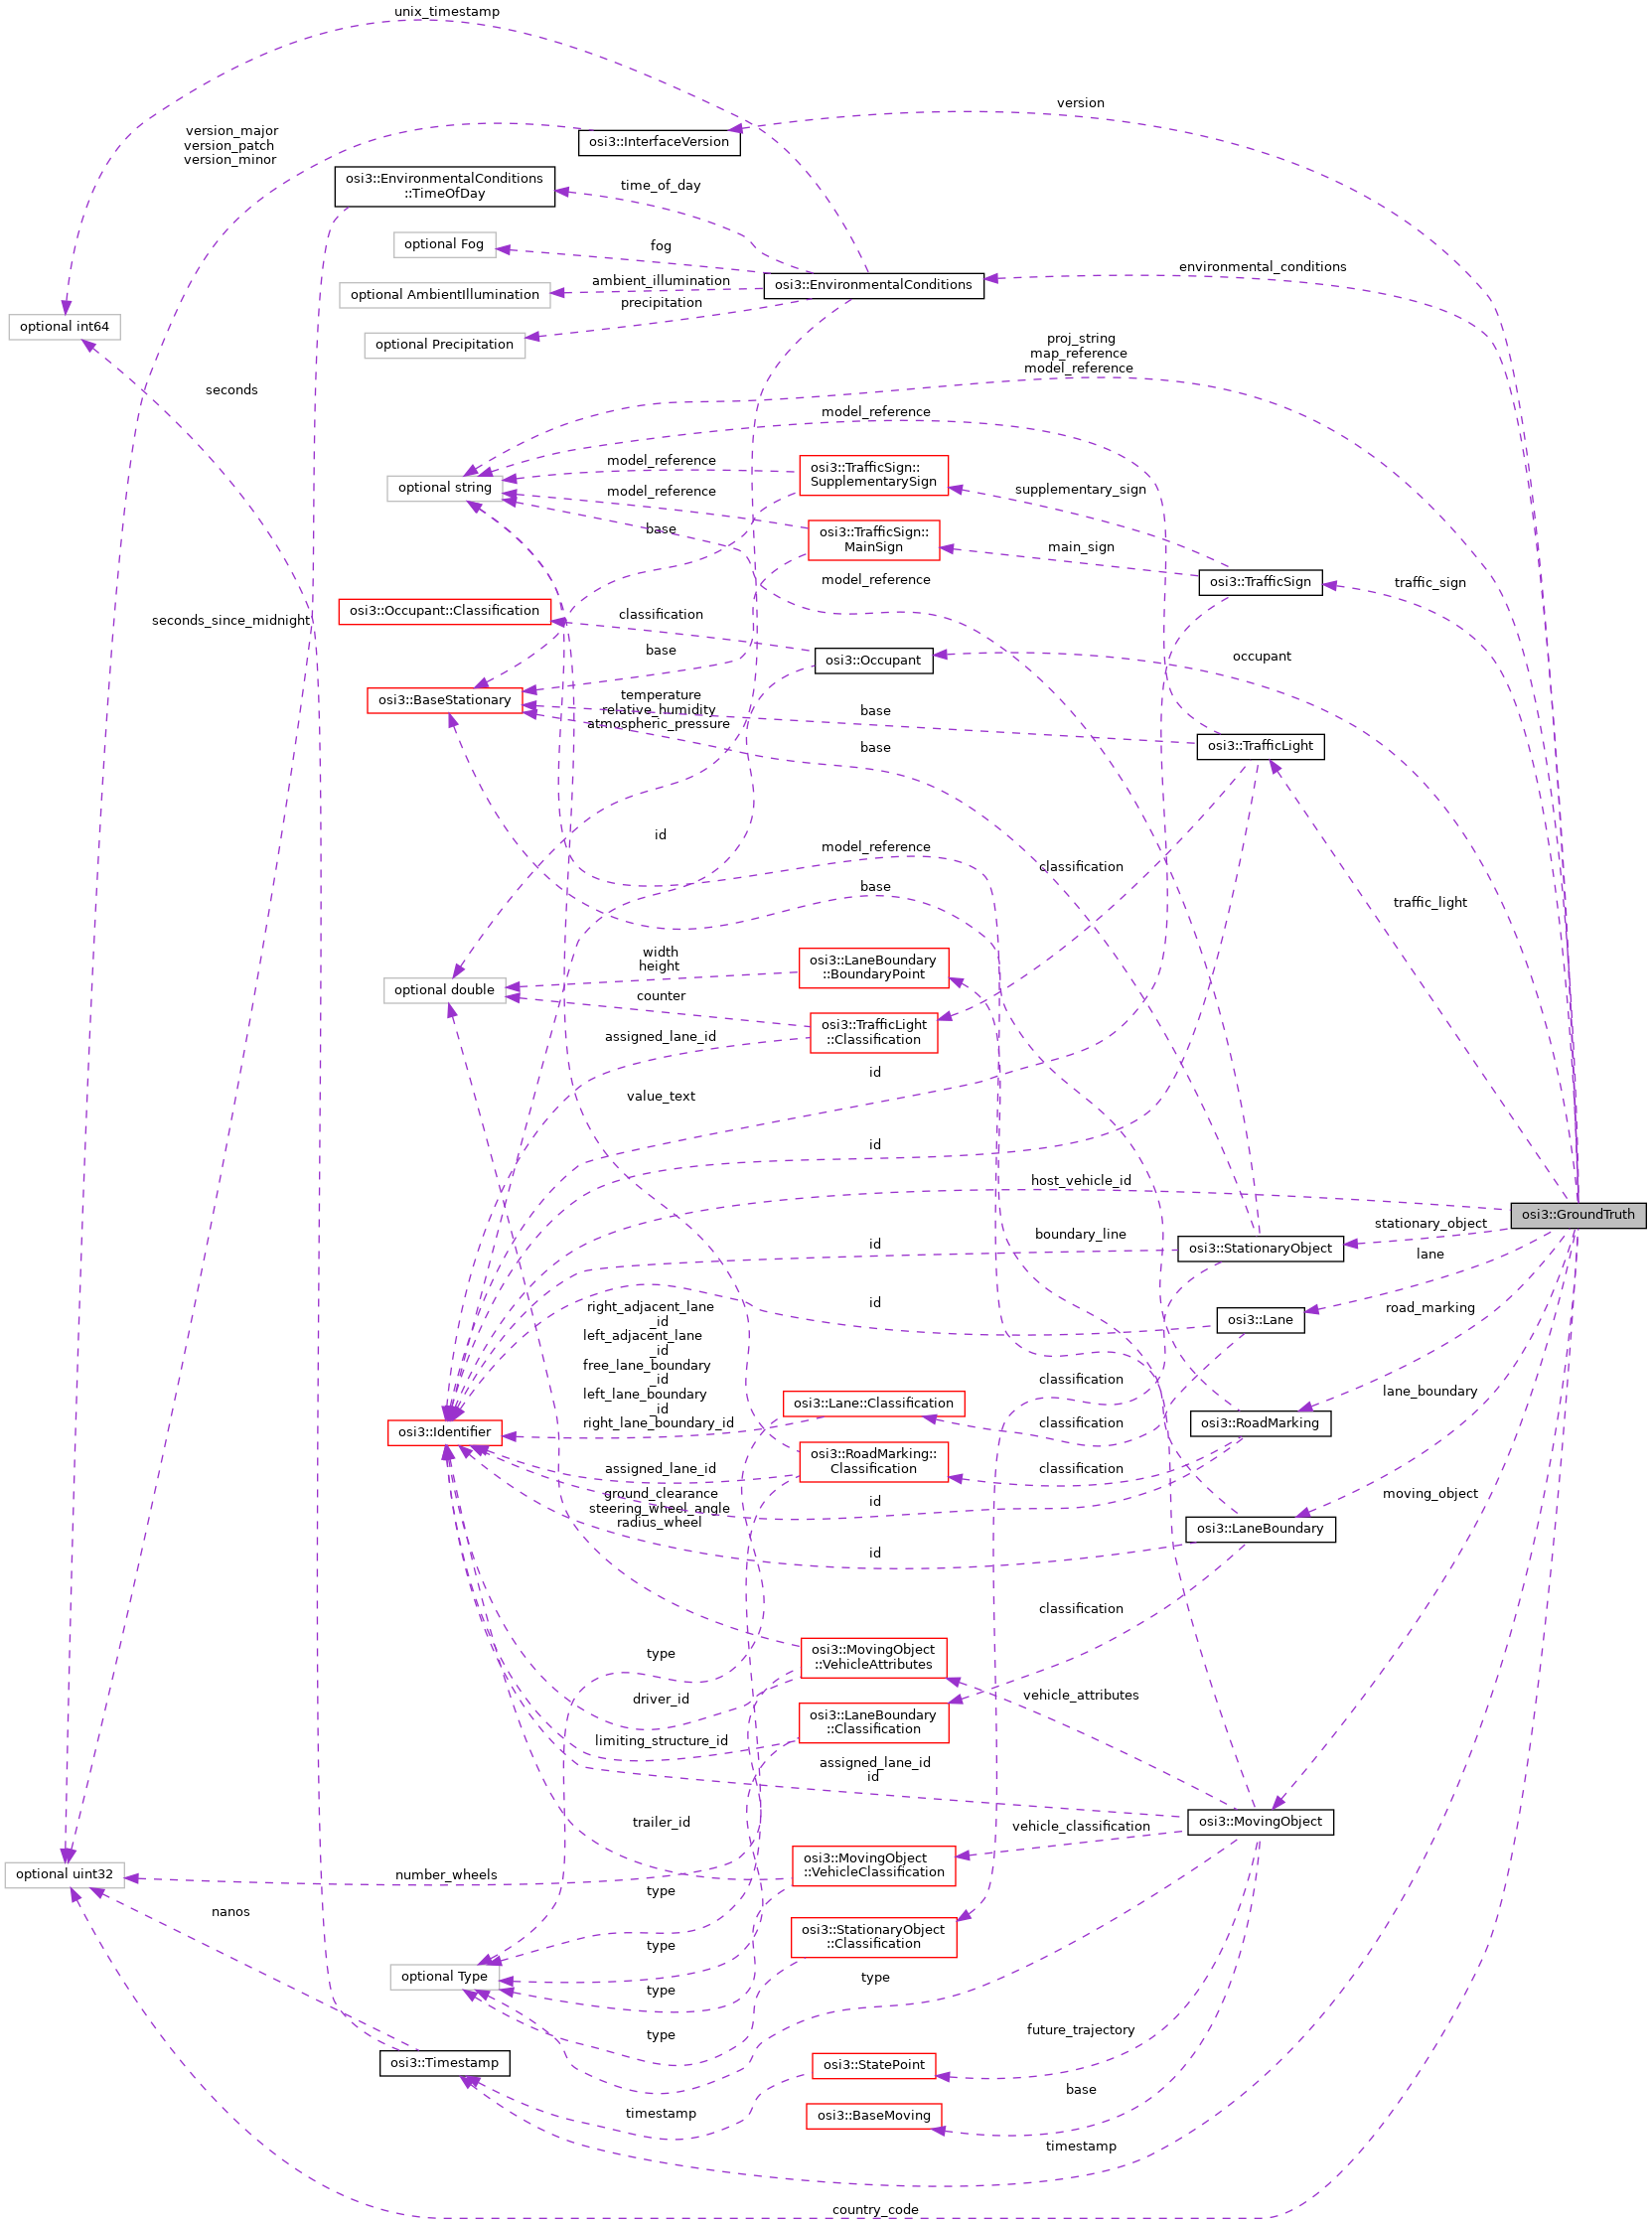 unix_timestamp
version
version_major
version_patch
version_minor
osi3::InterfaceVersion
osi3::EnvironmentalConditions
::TimeOfDay
time_of_day
optional Fog
fog
environmental_conditions
ambient_illumination
osi3::EnvironmentalConditions
optional AmbientIllumination
precipitation
optional int64
optional Precipitation
proj_string
map_reference
model_reference
seconds
model_reference
model_reference
osi3::TrafficSign::
SupplementarySign
optional string
supplementary_sign
model_reference
base
osi3::TrafficSign::
MainSign
main_sign
model_reference
osi3::TrafficSign
traffic_sign
osi3::Occupant::Classification
classification
seconds_since_midnight
base
osi3::Occupant
occupant
osi3::BaseStationary
temperature
relative_humidity
atmospheric_pressure
base
base
osi3::TrafficLight
id
model_reference
classification
base
traffic_light
width
height
osi3::LaneBoundary
::BoundaryPoint
optional double
counter
osi3::TrafficLight
::Classification
assigned_lane_id
id
value_text
id
host_vehicle_id
osi3::GroundTruth
stationary_object
boundary_line
id
osi3::StationaryObject
lane
id
right_adjacent_lane
_id
left_adjacent_lane
_id
free_lane_boundary
_id
left_lane_boundary
_id
right_lane_boundary_id
road_marking
osi3::Lane
classification
lane_boundary
osi3::Lane::Classification
classification
osi3::RoadMarking
osi3::Identifier
osi3::RoadMarking::
Classification
assigned_lane_id
classification
ground_clearance
steering_wheel_angle
radius_wheel
id
moving_object
osi3::LaneBoundary
id
classification
type
osi3::MovingObject
::VehicleAttributes
driver_id
vehicle_attributes
osi3::LaneBoundary
::Classification
limiting_structure_id
assigned_lane_id
id
trailer_id
vehicle_classification
osi3::MovingObject
optional uint32
number_wheels
osi3::MovingObject
::VehicleClassification
type
nanos
osi3::StationaryObject
::Classification
type
optional Type
type
type
type
future_trajectory
osi3::Timestamp
osi3::StatePoint
base
timestamp
osi3::BaseMoving
timestamp
country_code